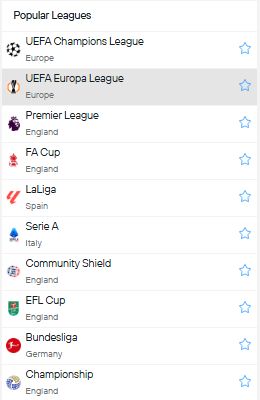 Popular Leagues
UEFA Champions League
Europe
UEFA Europa League
Europe
Premier League
England
FA Cup
England
LaLiga
Spain
Serie A
Italy
Community Shield
England
EFL Cup
England
Bundesliga
Germany
Championship
England